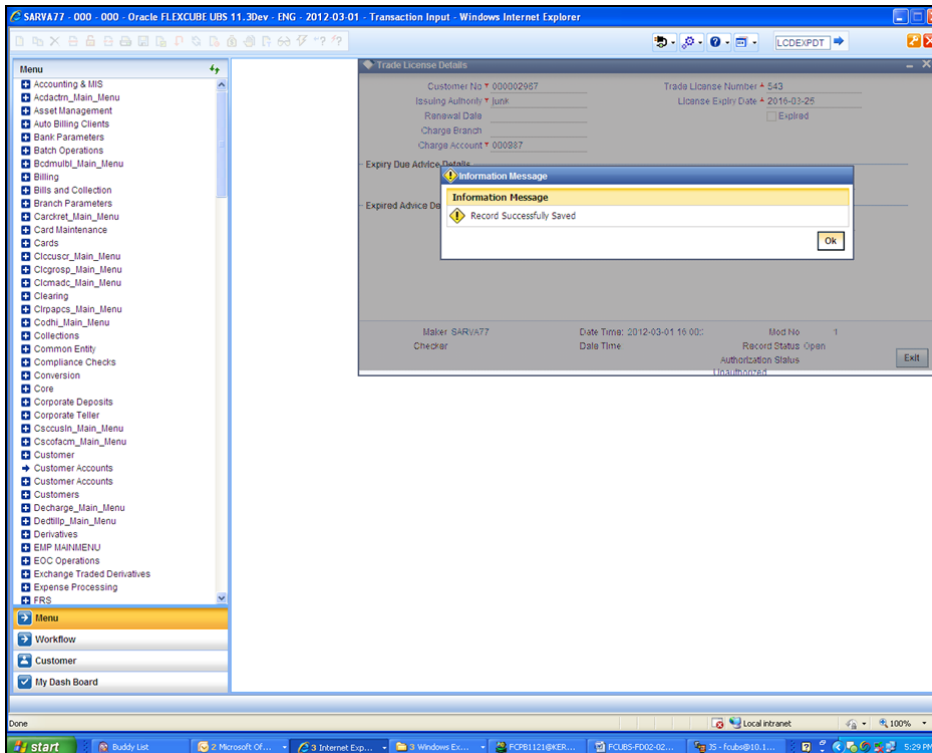 SARVA77 - 000 - 000 - Oracle FLEXCUBE UBS 11.3Dev - ENG - 2012-03-01 - Transaction Input - Windows Internet Explorer
LCDEXPDT
Menu
Accounting & MIS
Acdactrn_Main_Menu
Asset Management
Auto Billing Clients
Bank Parameters
Batch Operations
Bcdmulbl_Main_Menu
Billing
Bills and Collection
Branch Parameters
Carckret_Main_Menu
Card Maintenance
Cards
Clccuscr_Main_Menu
Clcgrosp_Main_Menu
Clcmadc_Main_Menu
Clearing
Clrpapcs_Main_Menu
Codhi_Main_Menu
Collections
Common Entity
Compliance Checks
Conversion
Core
Corporate Deposits
Corporate Teller
Csccusln_Main_Menu
Cscofacm_Main_Menu
Customer
Customer Accounts
Customer Accounts
Customers
Decharge_Main_Menu
Dedtllp_Main_Menu
Derivatives
EMP MAINMENU
EOC Operations
Exchange Traded Derivatives
Expense Processing
FRS
Menu
Workflow
Customer
My Dash Board
Trade License Details
Customer No * 000002987 Trade License Number * 543
Issuing Authority * junk License Expiry Date * 2016-03-25
Renewal Date Expired
Charge Branch
Charge Account * 000987
Expiry Due Advice Details
Information Message
Information Message
Record Successfully Saved
Ok
Expired Advice De
Maker SARVA77 Date Time: 2012-03-01 16:00: Mod No 1
Checker Date Time Record Status Open
Authorization Status
Unauthorized
Exit
Done Local intranet 100%
start Buddy List 2 Microsoft Of... 3 Internet Exp... 3 Windows Ex... FCPB1121@KER... FCUBS-FD02-02... JS - fcubs@10.1... 5:29 PM